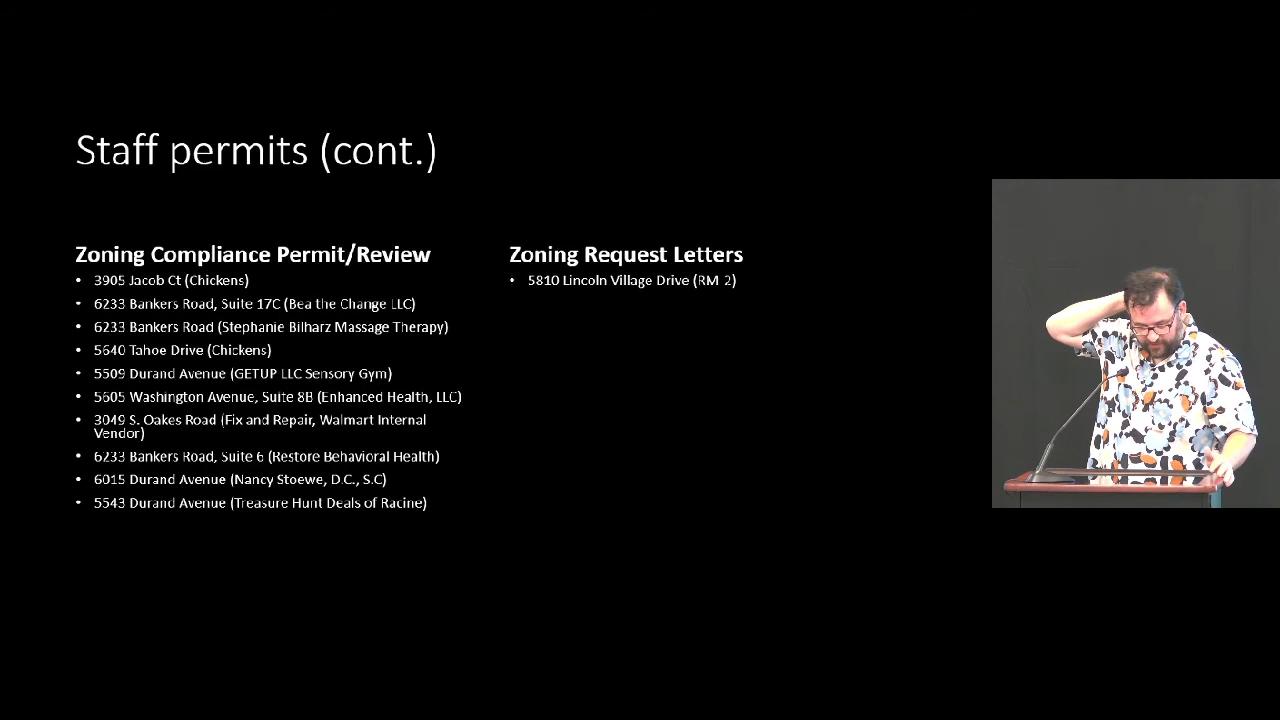 Staff permits (cont.)
Zoning Compliance Permit/Review
• 3905 Jacob Ct (Chickens)
• 6233 Bankers Road, Suite 17C (Bea the Change LLC)
• 6233 Bankers Road (Stephanie Bilharz Massage Therapy)
• 5640 Tahoe Drive (Chickens)
• 5509 Durand Avenue (GETUP LLC Sensory Gym)
• 5605 Washington Avenue, Suite 8B (Enhanced Health, LLC)
• 3049 S. Oakes Road (Fix and Repair, Walmart Internal
Vendor)
• 6233 Bankers Road, Suite 6 (Restore Behavioral Health)
• 6015 Durand Avenue (Nancy Stoewe, D.C., S.C)
• 5543 Durand Avenue (Treasure Hunt Deals of Racine)
Zoning Request Letters
• 5810 Lincoln Village Drive (RM-2)